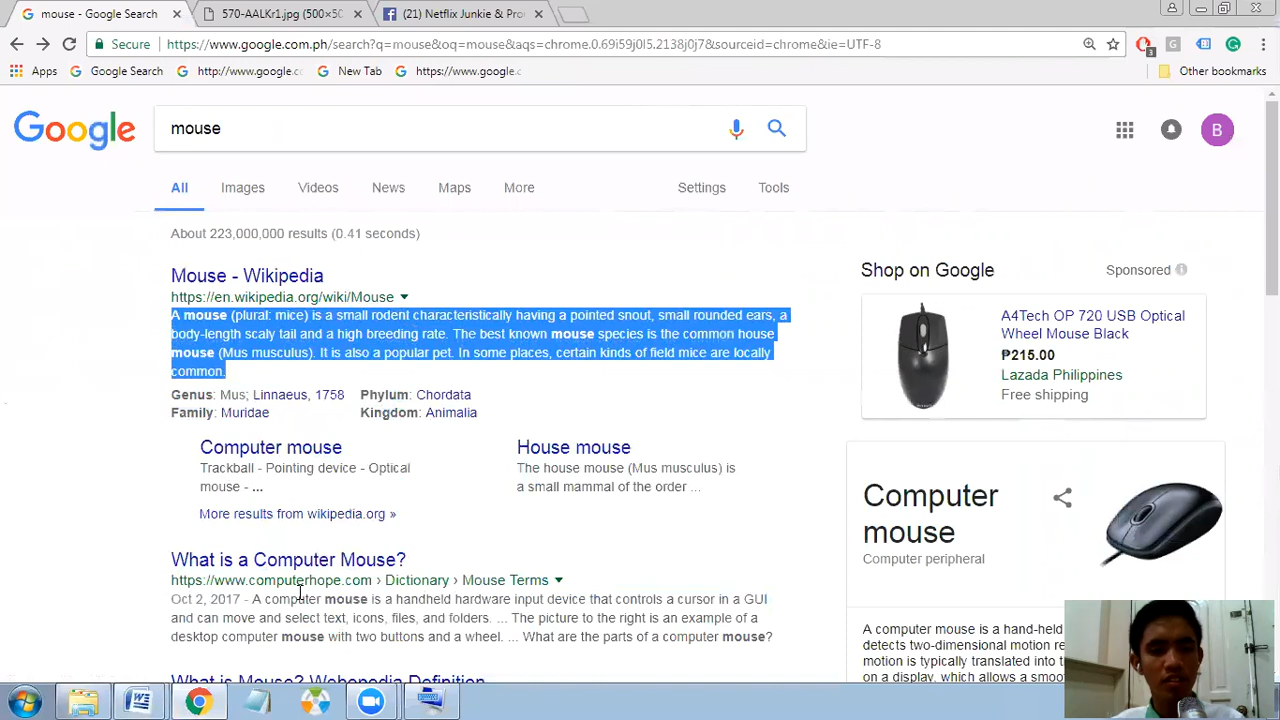 mouse - Google Search
570-AALKr1.jpg (500×50
(21) Netflix Junkie & Pro
Secure
https://www.google.com.ph/search?q=mouse&oq=mouse&aqs=chrome.0.69i59j0l5.2138j0j7&sourceid=chrome&ie=UTF-8
3
G
Apps
Google Search
http://www.google.co
New Tab
https://www.google.c
Other bookmarks
Google
mouse
B
All
Images
Videos
News
Maps
More
Settings
Tools
About 223,000,000 results (0.41 seconds)
Mouse - Wikipedia
https://en.wikipedia.org/wiki/Mouse
A mouse (plural: mice) is a small rodent characteristically having a pointed snout, small rounded ears, a
body-length scaly tail and a high breeding rate. The best known mouse species is the common house
mouse (Mus musculus). It is also a popular pet. In some places, certain kinds of field mice are locally
common.
Genus: Mus; Linnaeus, 1758
Phylum: Chordata
Family: Muridae
Kingdom: Animalia
Computer mouse
Trackball - Pointing device - Optical
mouse - ...
House mouse
The house mouse (Mus musculus) is
a small mammal of the order ...
More results from wikipedia.org »
What is a Computer Mouse?
https://www.computerhope.com › Dictionary › Mouse Terms
Oct 2, 2017 - A computer mouse is a handheld hardware input device that controls a cursor in a GUI
and can move and select text, icons, files, and folders. ... The picture to the right is an example of a
desktop computer mouse with two buttons and a wheel. ... What are the parts of a computer mouse?
What is Mouse? Webopedia Definition
Shop on Google
Sponsored
A4Tech OP 720 USB Optical
Wheel Mouse Black
₱215.00
Lazada Philippines
Free shipping
Computer
mouse
Computer peripheral
A computer mouse is a hand-held
detects two-dimensional motion re
motion is typically translated into t
on a display, which allows a smoo